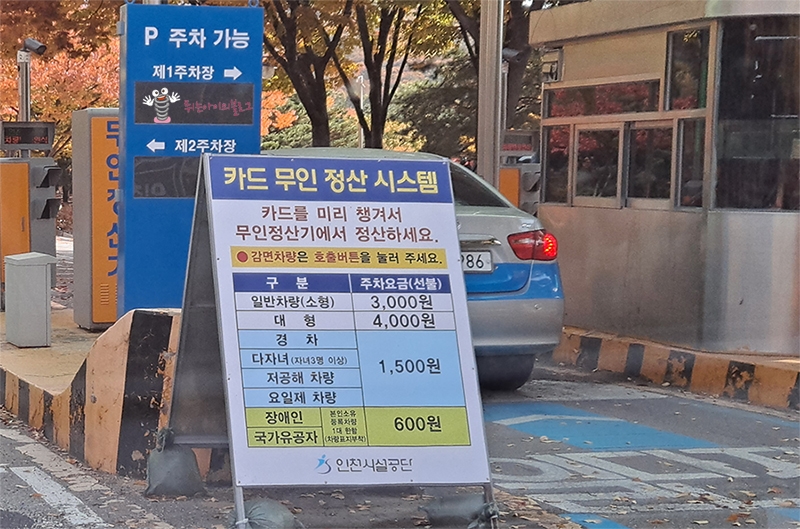 P 주차 가능
제1주차장 →
← 제2주차장
무인정산기
카드 무인 정산 시스템
카드를 미리 챙겨서
무인정산기에서 정산하세요.
● 감면차량은 호출버튼을 눌러 주세요.
구 분 주차요금(선불)
일반차량(소형) 3,000원
대 형 4,000원
경 차
다자녀(자녀3명 이상)
저공해 차량
요일제 차량
1,500원
장애인
국가유공자
본인소유
등록차량
1대 한함
(차량표지부착)
600원
인천시설공단
86